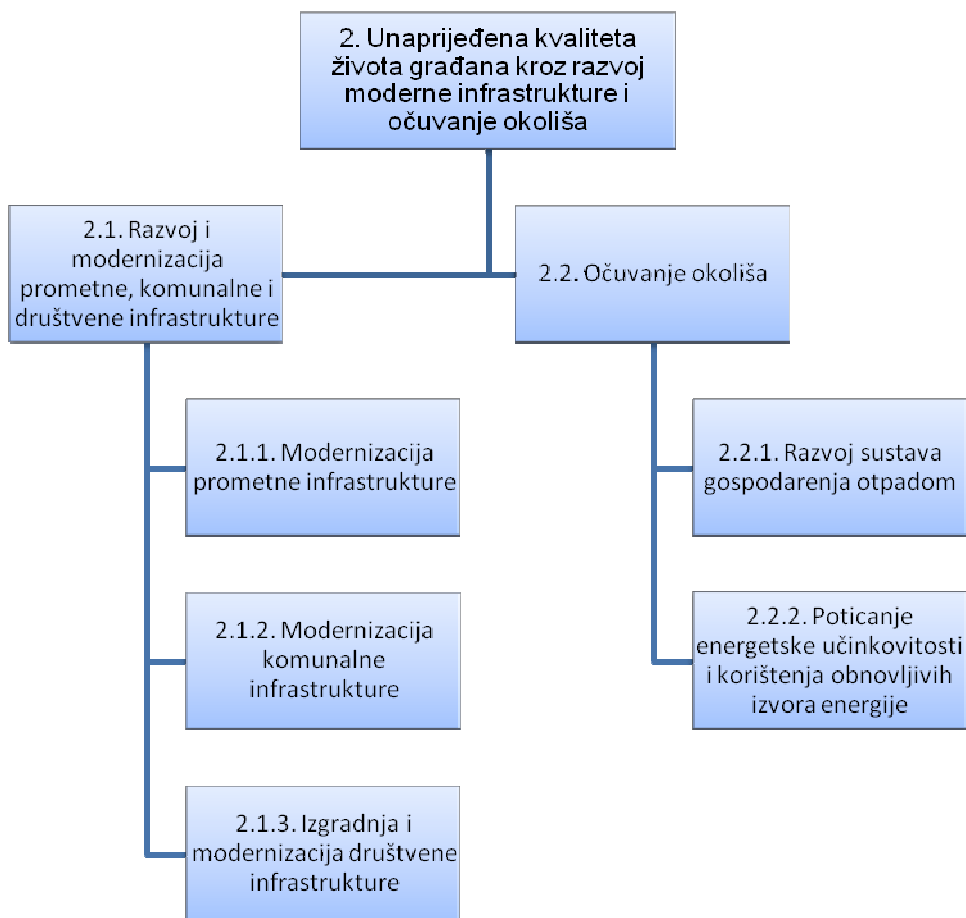 2. Unaprijeđena kvaliteta
života građana kroz razvoj
moderne infrastrukture i
očuvanje okoliša
2.1. Razvoj i
modernizacija
prometne, komunalne i
društvene infrastrukture
2.2. Očuvanje okoliša
2.1.1. Modernizacija
prometne infrastrukture
2.1.2. Modernizacija
komunalne
infrastrukture
2.1.3. Izgradnja i
modernizacija društvene
infrastrukture
2.2.1. Razvoj sustava
gospodarenja otpadom
2.2.2. Poticanje
energetske učinkovitosti
i korištenja obnovljivih
izvora energije